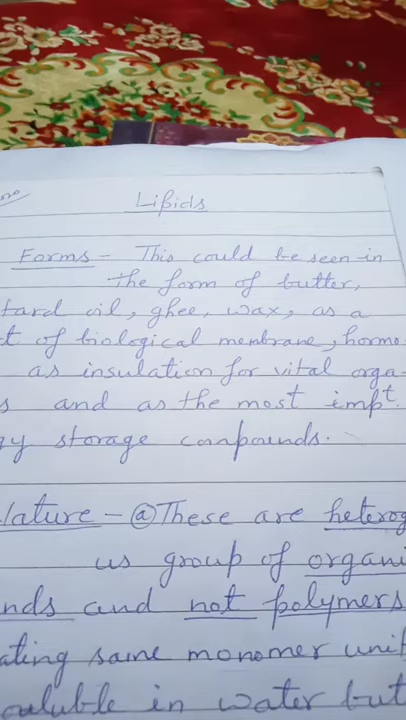 Lipids
Forms - This could be seen in
the form of butter,
tard oil, ghee, wax, as a
t of biological membrane, hormo
as insulation for vital orga-
s and as the most impt.
gy storage compounds.
Nature - @ These are heterog
us group of organi
nds and not polymers
ating same monomer unit
oluble in water but